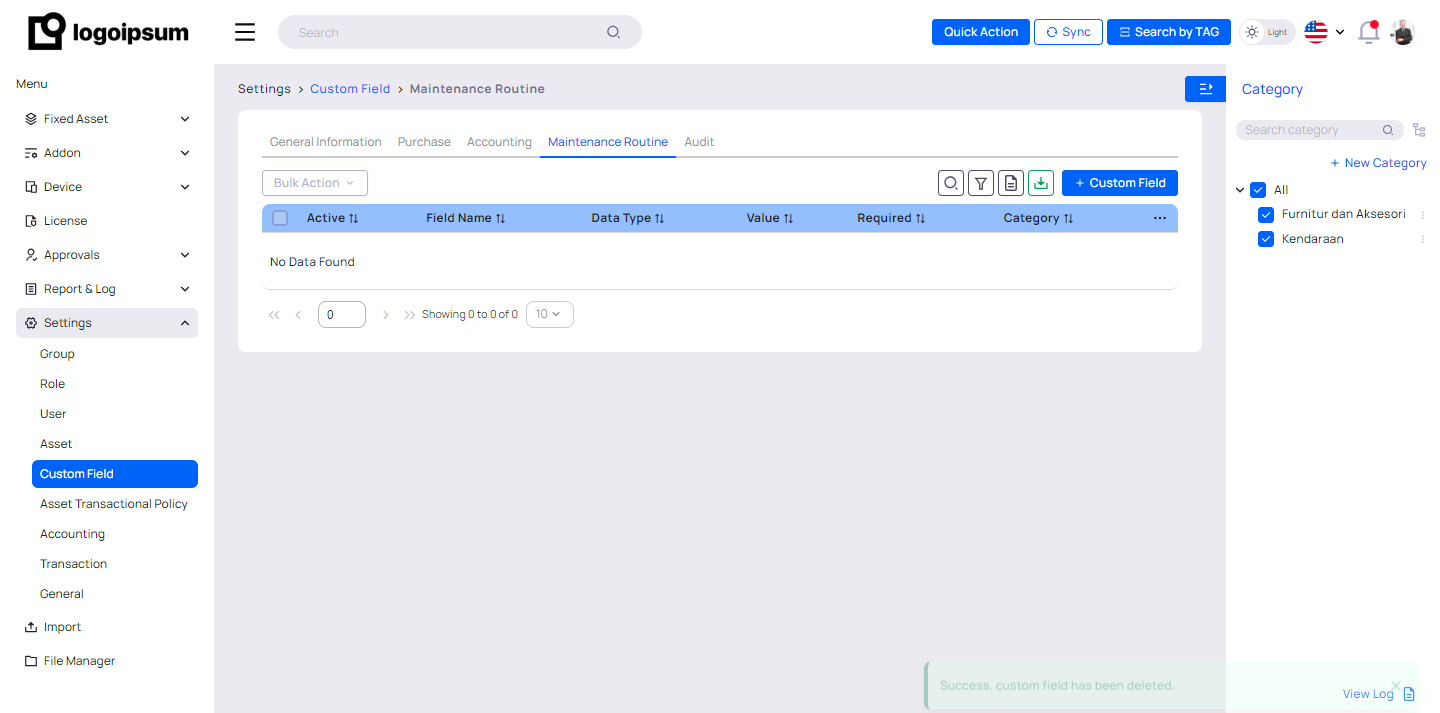 logoipsum
Search
Quick Action
Sync
Search by TAG
Light
Menu
Fixed Asset
Addon
Device
License
Approvals
Report & Log
Settings
Group
Role
User
Asset
Custom Field
Asset Transactional Policy
Accounting
Transaction
General
Import
File Manager
Settings > Custom Field > Maintenance Routine
General Information Purchase Accounting Maintenance Routine Audit
Bulk Action
+ Custom Field
Active Field Name Data Type Value Required Category ...
No Data Found
0
Showing 0 to 0 of 0
10
Category
Search category
+ New Category
All
Furnitur dan Aksesori
Kendaraan
Success, custom field has been deleted.
View Log